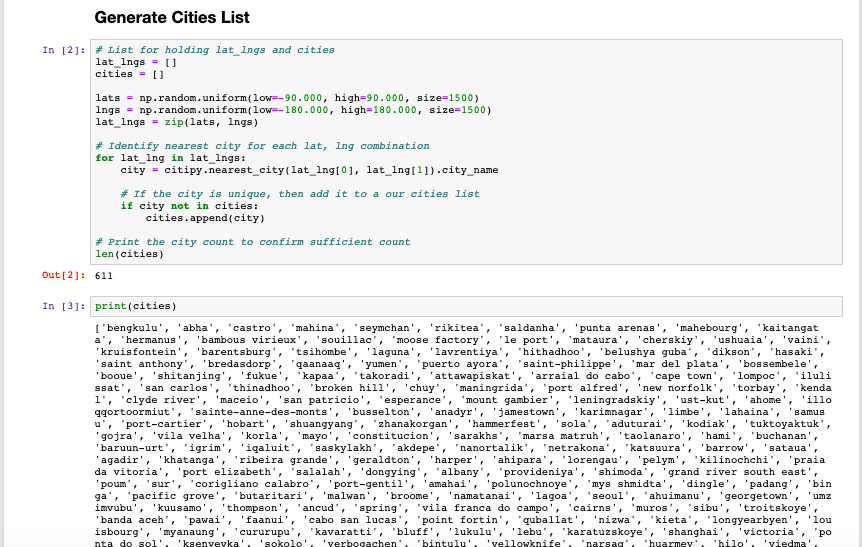 Generate Cities List
In [2]: # List for holding lat_lngs and cities
lat_lngs = []
cities = []
lats = np.random.uniform(low=-90.000, high=90.000, size=1500)
lngs = np.random.uniform(low=-180.000, high=180.000, size=1500)
lat_lngs = zip(lats, lngs)
# Identify nearest city for each lat, lng combination
for lat_lng in lat_lngs:
city = citipy.nearest_city(lat_lng[0], lat_lng[1]).city_name
# If the city is unique, then add it to a our cities list
if city not in cities:
cities.append(city)
# Print the city count to confirm sufficient count
len(cities)
Out[2]: 611
In [3]: print(cities)
['bengkulu', 'abha', 'castro', 'mahina', 'seymchan', 'rikitea', 'saldanha', 'punta arenas', 'mahebourg', 'kaitangat
a', 'hermanus', 'bambous virieux', 'souillac', 'moose factory', 'le port', 'mataura', 'cherskiy', 'ushuaia', 'vaini',
'kruisfontein', 'barentsburg', 'tsihombe', 'laguna', 'lavrentiya', 'hithadhoo', 'belushya guba', 'dikson', 'hasaki',
'saint anthony', 'bredasdorp', 'qaanaaq', 'yumen', 'puerto ayora', 'saint-philippe', 'mar del plata', 'bossembele',
'booue', 'shitanjing', 'fukue', 'kapaa', 'takoradi', 'attawapiskat', 'arraial do cabo', 'cape town', 'lompoc', 'iluli
ssat', 'san carlos', 'thinadhoo', 'broken hill', 'chuy', 'maningrida', 'port alfred', 'new norfolk', 'torbay', 'kenda
l', 'clyde river', 'maceio', 'san patricio', 'esperance', 'mount gambier', 'leningradskiy', 'ust-kut', 'ahome', 'illo
qqortoormiut', 'sainte-anne-des-monts', 'busselton', 'anadyr', 'jamestown', 'karimnagar', 'limbe', 'lahaina', 'samus
u', 'port-cartier', 'hobart', 'shuangyang', 'zhanakorgan', 'hammerfest', 'sola', 'aduturai', 'kodiak', 'tuktoyaktuk',
'gojra', 'vila velha', 'korla', 'mayo', 'constitucion', 'sarakhs', 'marsa matruh', 'taolanaro', 'hami', 'buchanan',
'baruun-urt', 'igrim', 'iqaluit', 'saskylakh', 'akdepe', 'nanortalik', 'netrakona', 'katsuura', 'barrow', 'sataua',
'agadir', 'khatanga', 'ribeira grande', 'geraldton', 'harper', 'ahipara', 'lorengau', 'pelym', 'kilinochchi', 'praia
da vitoria', 'port elizabeth', 'salalah', 'dongying', 'albany', 'provideniya', 'shimoda', 'grand river south east',
'poum', 'sur', 'corigliano calabro', 'port-gentil', 'amahai', 'polunochnoye', 'mys shmidta', 'dingle', 'padang', 'bin
ga', 'pacific grove', 'butaritari', 'malwan', 'broome', 'namatanai', 'lagoa', 'seoul', 'ahuimanu', 'georgetown', 'umz
imvubu', 'kuusamo', 'thompson', 'ancud', 'spring', 'vila franca do campo', 'cairns', 'muros', 'sibu', 'troitskoye',
'banda aceh', 'pawai', 'faanui', 'cabo san lucas', 'point fortin', 'quballat', 'nizwa', 'kieta', 'longyearbyen', 'lou
isbourg', 'myanaung', 'cururupu', 'kavaratti', 'bluff', 'lukulu', 'lebu', 'karatuzskoye', 'shanghai', 'victoria', 'po
nta do sol', 'ksenyevka', 'sokolo', 'verbogachen', 'bintulu', 'yellowknife', 'narsaq', 'huarmey', 'hilo', 'viedma',